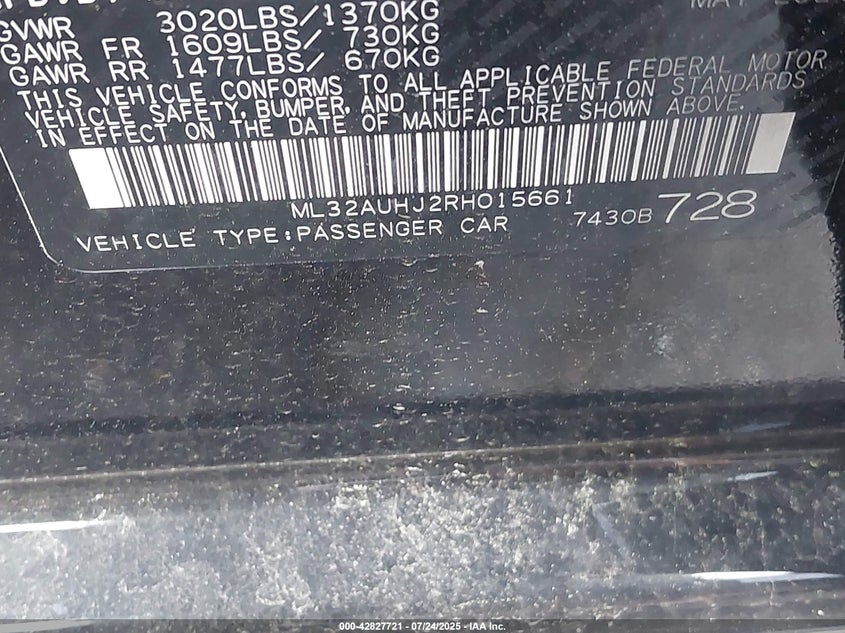 GVWR 3020LBS/1370KG
GAWR FR 1609LBS/ 730KG
GAWR RR 1477LBS/ 670KG
THIS VEHICLE CONFORMS TO ALL APPLICABLE FEDERAL MOTOR
VEHICLE SAFETY, BUMPER, AND THEFT PREVENTION STANDARDS
IN EFFECT ON THE DATE OF MANUFACTURE SHOWN ABOVE.
ML32AUHJ2RH015661
VEHICLE TYPE:PASSENGER CAR 7430B 728
000-42827721 - 07/24/2025 - IAA Inc.